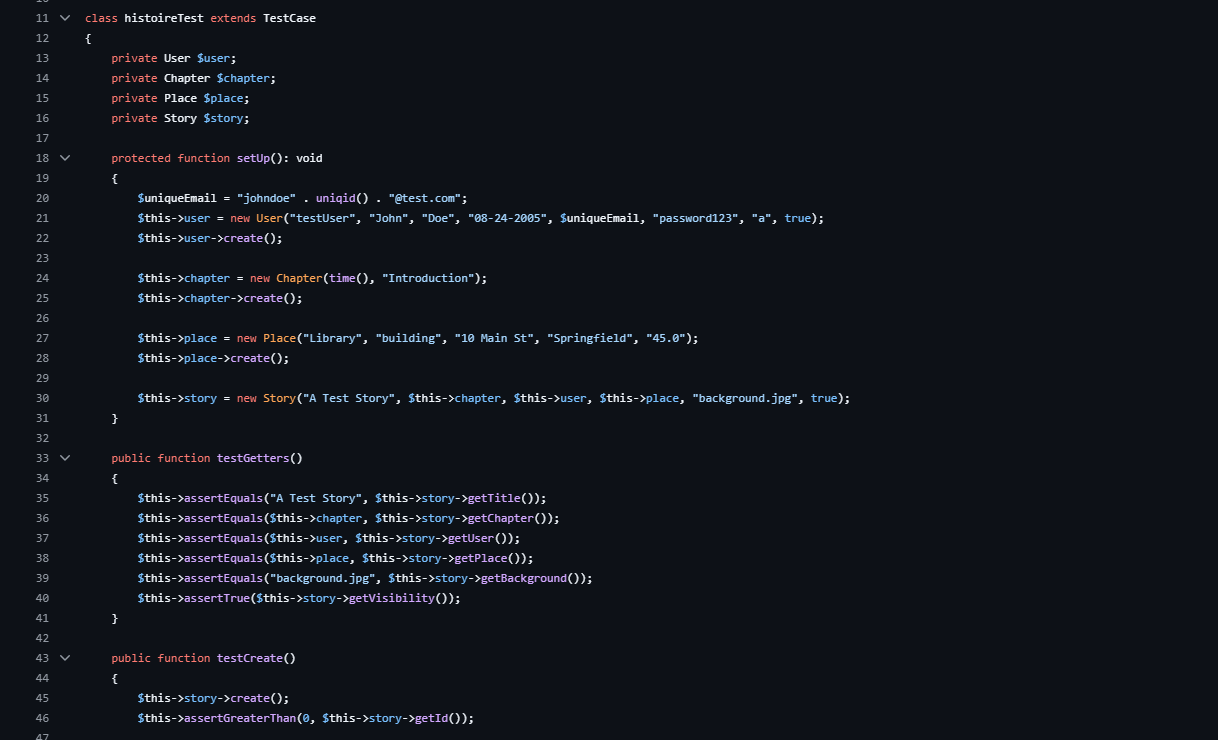 11 class histoireTest extends TestCase
12 {
13     private User $user;
14     private Chapter $chapter;
15     private Place $place;
16     private Story $story;
17
18     protected function setUp(): void
19     {
20         $uniqueEmail = "johndoe" . uniqid() . "@test.com";
21         $this->user = new User("testUser", "John", "Doe", "08-24-2005", $uniqueEmail, "password123", "a", true);
22         $this->user->create();
23
24         $this->chapter = new Chapter(time(), "Introduction");
25         $this->chapter->create();
26
27         $this->place = new Place("Library", "building", "10 Main St", "Springfield", "45.0");
28         $this->place->create();
29
30         $this->story = new Story("A Test Story", $this->chapter, $this->user, $this->place, "background.jpg", true);
31     }
32
33     public function testGetters()
34     {
35         $this->assertEquals("A Test Story", $this->story->getTitle());
36         $this->assertEquals($this->chapter, $this->story->getChapter());
37         $this->assertEquals($this->user, $this->story->getUser());
38         $this->assertEquals($this->place, $this->story->getPlace());
39         $this->assertEquals("background.jpg", $this->story->getBackground());
40         $this->assertTrue($this->story->getVisibility());
41     }
42
43     public function testCreate()
44     {
45         $this->story->create();
46         $this->assertGreaterThan(0, $this->story->getId());
47